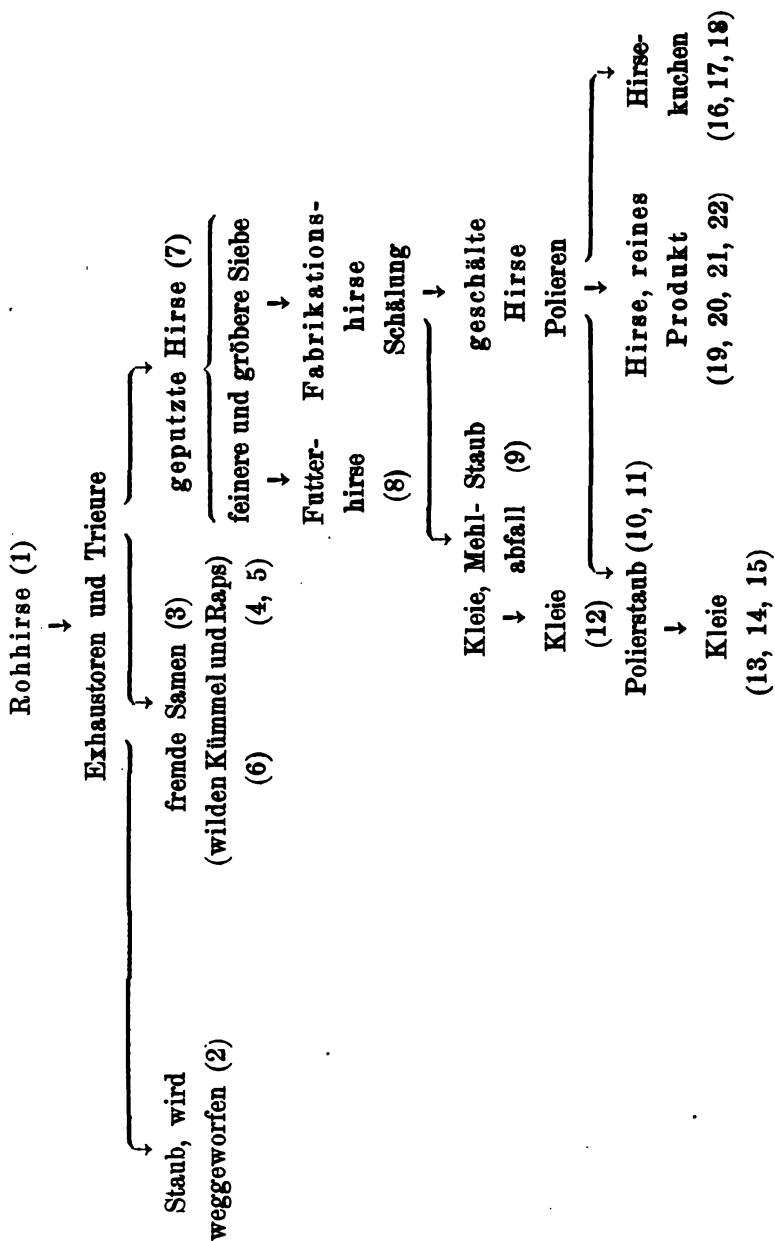 Rohhirse (1)
↓
Exhaustoren und Trieure
Staub, wird
weggeworfen (2)
fremde Samen (3)
(wilden Kümmel und Raps)
(6) (4, 5)
geputzte Hirse (7)
feinere und gröbere Siebe
↓ ↓
Futter-
hirse
(8)
Fabrikations-
hirse
Schälung
↓
Kleie, Mehl- Staub
abfall (9)
↓
Kleie
(12)
geschälte
Hirse
Polieren
↓
Polierstaub (10, 11)
↓
Kleie
(13, 14, 15)
Hirse, reines
Produkt
(19, 20, 21, 22)
Hirse-
kuchen
(16, 17, 18)